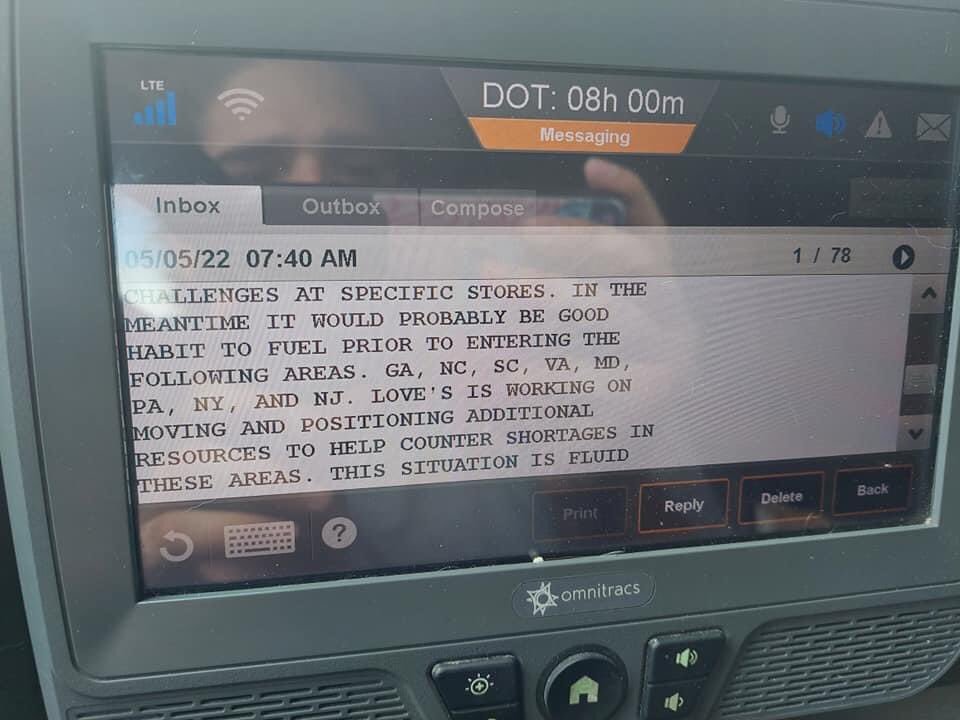 LTE
DOT: 08h 00m
Messaging
Inbox
Outbox
Compose
05/05/22 07:40 AM
1 / 78
CHALLENGES AT SPECIFIC STORES. IN THE
MEANTIME IT WOULD PROBABLY BE GOOD
HABIT TO FUEL PRIOR TO ENTERING THE
FOLLOWING AREAS. GA, NC, SC, VA, MD,
PA, NY, AND NJ. LOVE'S IS WORKING ON
MOVING AND POSITIONING ADDITIONAL
RESOURCES TO HELP COUNTER SHORTAGES IN
THESE AREAS. THIS SITUATION IS FLUID
Print
Reply
Delete
Back
?
omnitracs